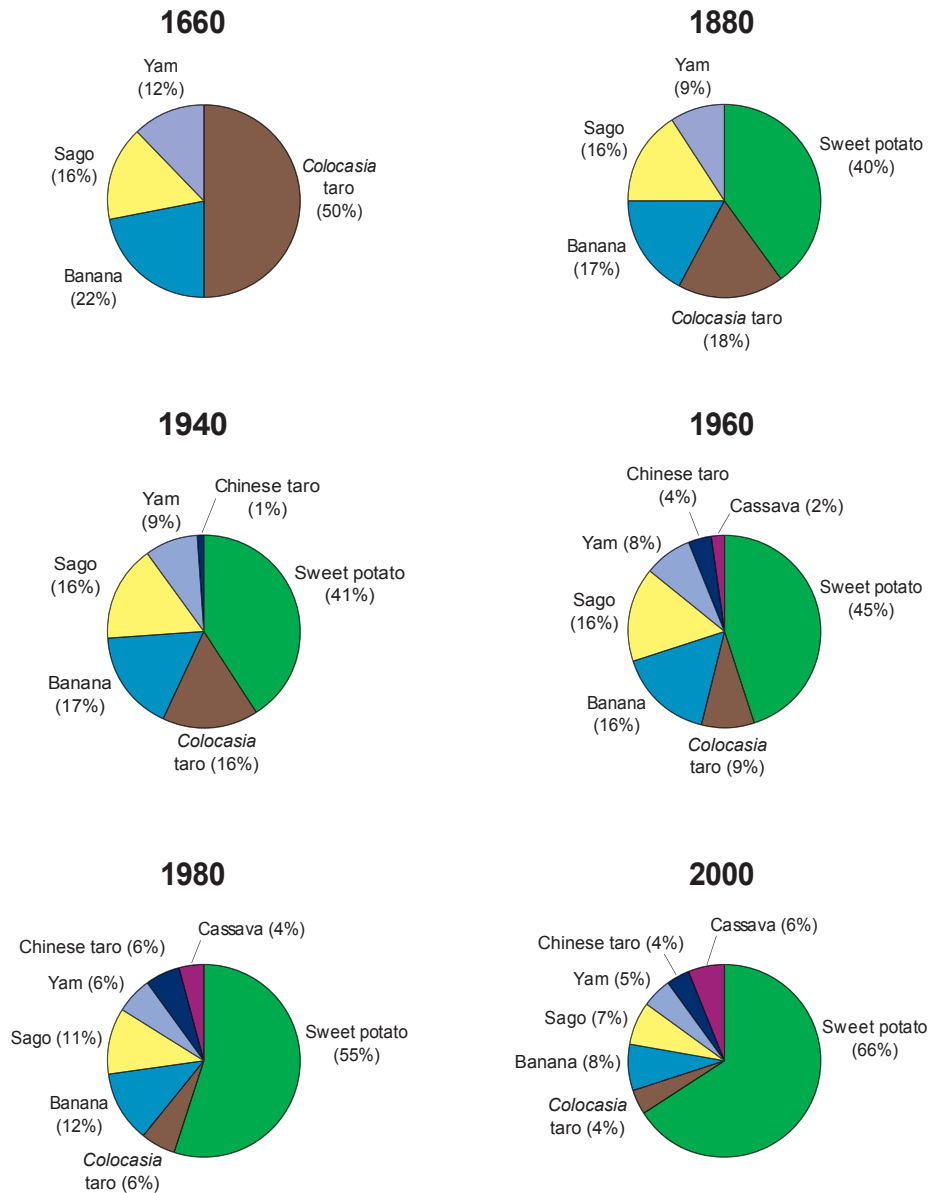 1660
Yam
(12%)
Sago
(16%)
Colocasia
taro
(50%)
Banana
(22%)
1880
Yam
(9%)
Sago
(16%)
Sweet potato
(40%)
Banana
(17%)
Colocasia taro
(18%)
1940
Chinese taro
(1%)
Yam
(9%)
Sago
(16%)
Sweet potato
(41%)
Banana
(17%)
Colocasia
taro (16%)
1960
Chinese taro
(4%)
Cassava (2%)
Yam (8%)
Sago
(16%)
Sweet potato
(45%)
Banana
(16%)
Colocasia
taro (9%)
1980
Cassava (4%)
Chinese taro (6%)
Yam (6%)
Sago (11%)
Sweet potato
(55%)
Banana
(12%)
Colocasia
taro (6%)
2000
Cassava (6%)
Chinese taro (4%)
Yam (5%)
Sago (7%)
Sweet potato
(66%)
Banana (8%)
Colocasia
taro (4%)